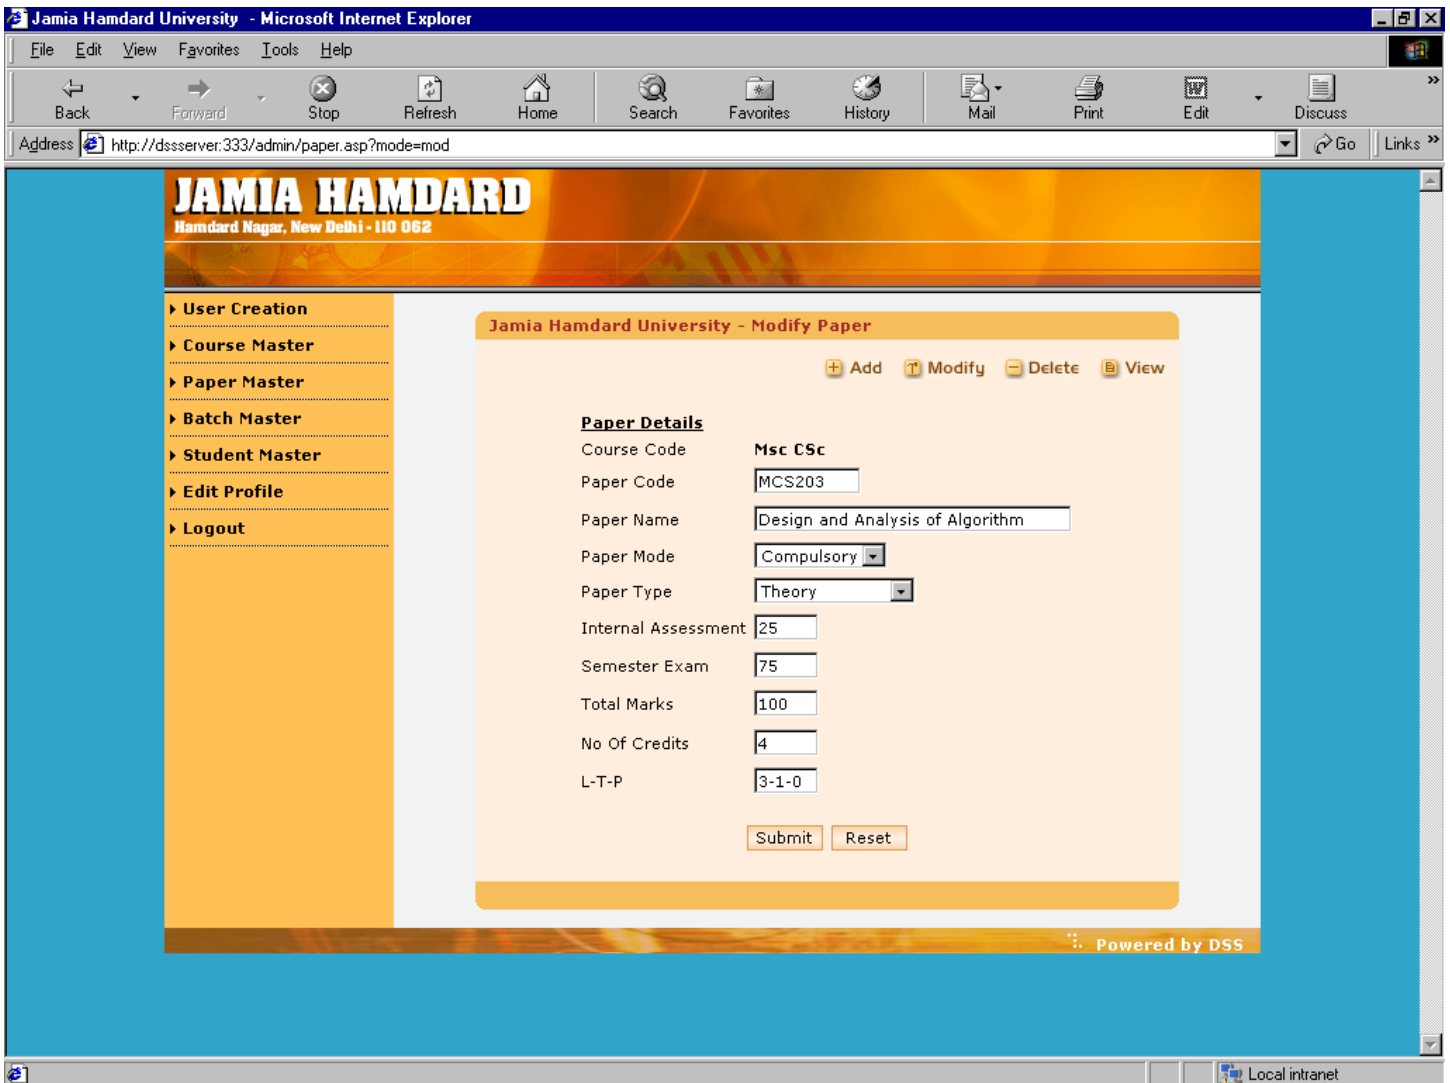 Jamia Hamdard University - Microsoft Internet Explorer
File Edit View Favorites Tools Help
Back Forward Stop Refresh Home Search Favorites History Mail Print Edit Discuss
Address http://dssserver:333/admin/paper.asp?mode=mod Go Links
JAMIA HAMDARD
Hamdard Nagar, New Delhi - 110 062
User Creation
Course Master
Paper Master
Batch Master
Student Master
Edit Profile
Logout
Jamia Hamdard University - Modify Paper
Add Modify Delete View
Paper Details
Course Code Msc CSc
Paper Code MCS203
Paper Name Design and Analysis of Algorithm
Paper Mode Compulsory
Paper Type Theory
Internal Assessment 25
Semester Exam 75
Total Marks 100
No Of Credits 4
L-T-P 3-1-0
Submit Reset
Powered by DSS
Local intranet